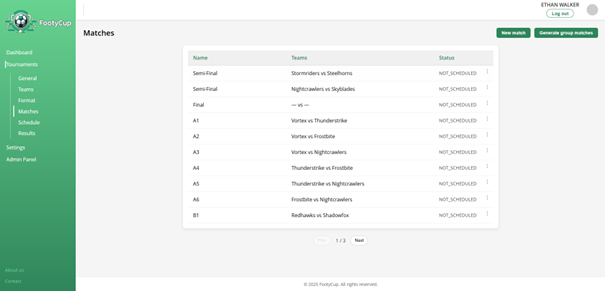 FootyCup
Dashboard
Tournaments
General
Teams
Format
Matches
Schedule
Results
Settings
Admin Panel
About Us
Contact
ETHAN WALKER
Log out
Matches
New match
Generate group matches
Name Teams Status
Semi-Final Stormriders vs Steelhorns NOT_SCHEDULED
Semi-Final Nightcrawlers vs Skyblades NOT_SCHEDULED
Final — vs — NOT_SCHEDULED
A1 Vortex vs Thunderstrike NOT_SCHEDULED
A2 Vortex vs Frostbite NOT_SCHEDULED
A3 Vortex vs Nightcrawlers NOT_SCHEDULED
A4 Thunderstrike vs Frostbite NOT_SCHEDULED
A5 Thunderstrike vs Nightcrawlers NOT_SCHEDULED
A6 Frostbite vs Nightcrawlers NOT_SCHEDULED
B1 Redhawks vs Shadowfox NOT_SCHEDULED
Prev 1 / 3 Next
© 2025 FootyCup. All rights reserved.